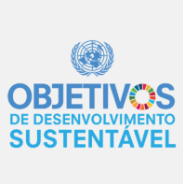 OBJETIVOS
DE DESENVOLVIMENTO
SUSTENTÁVEL